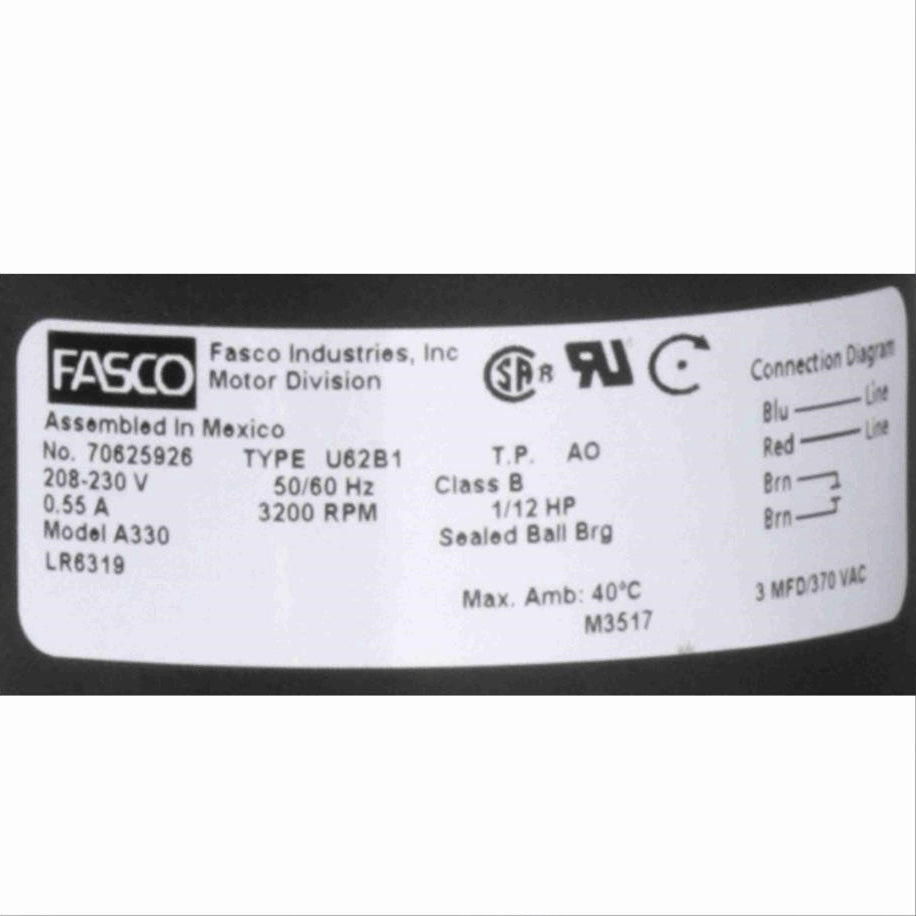 FASCO
Fasco Industries, Inc
Motor Division
Assembled In Mexico
No. 70625926 TYPE U62B1 T.P. AO
208-230 V 50/60 Hz Class B
0.55 A 3200 RPM 1/12 HP
Model A330 Sealed Ball Brg
LR6319
Max. Amb: 40°C
M3517
SA R
RU
Connection Diagram
Blu Line
Red Line
Brn
Brn
3 MFD/370 VAC